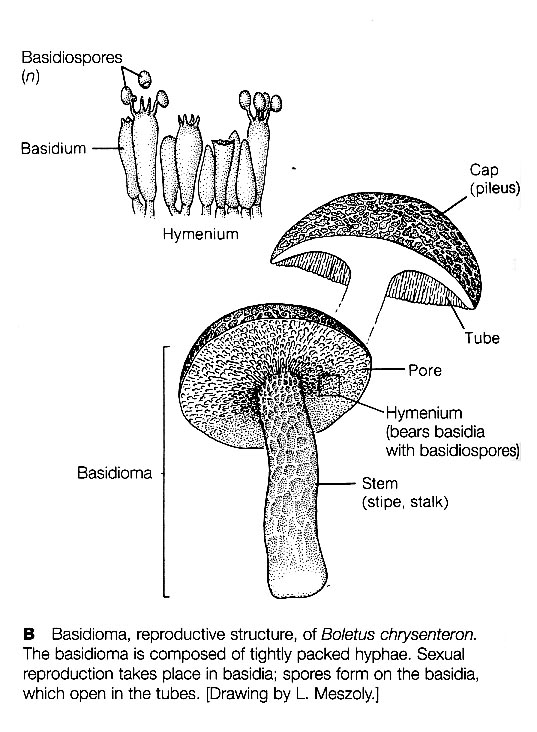 Basidiospores
(n)
Basidium
Hymenium
Cap
(pileus)
Tube
Pore
Hymenium
(bears basidia
with basidiospores)
Basidioma
Stem
(stipe, stalk)
B Basidioma, reproductive structure, of Boletus chrysenteron.
The basidioma is composed of tightly packed hyphae. Sexual
reproduction takes place in basidia; spores form on the basidia,
which open in the tubes. [Drawing by L. Meszoly.]